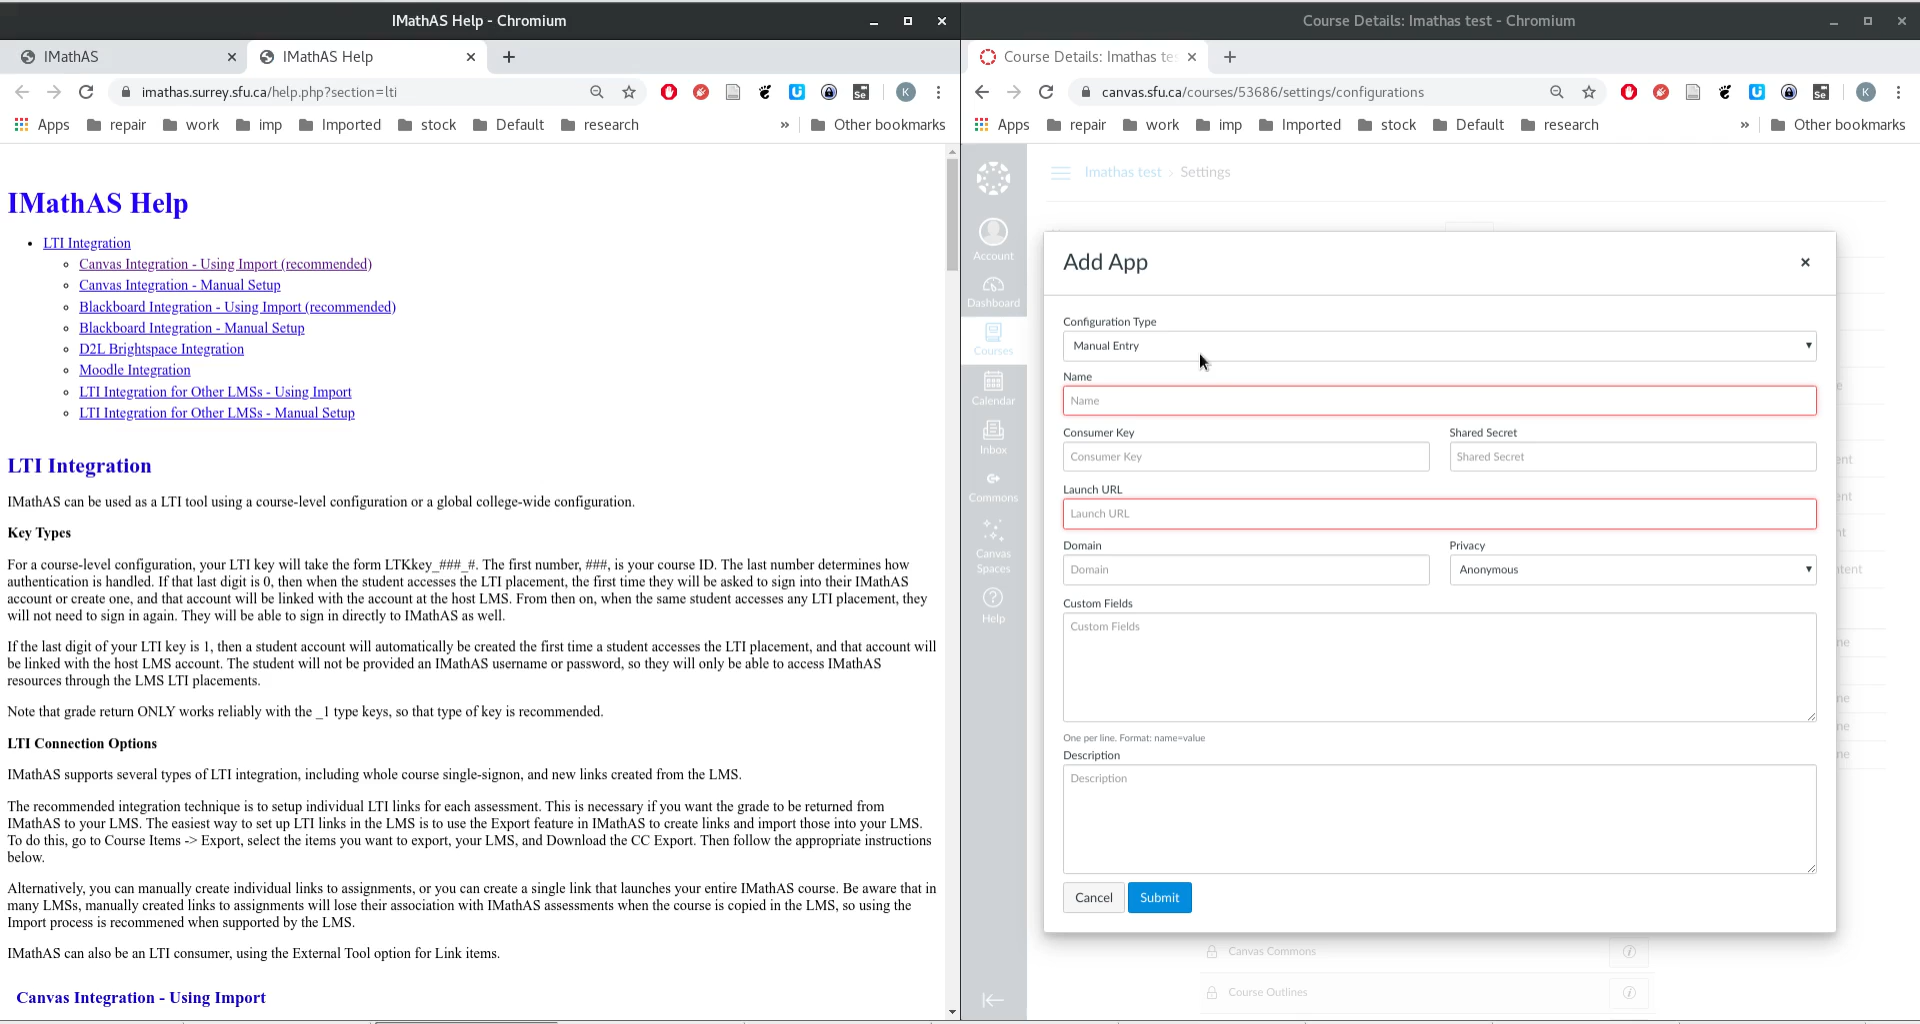 IMathAS Help - Chromium
IMathAS
IMathAS Help
imathas.surrey.sfu.ca/help.php?section=lti
Se
K
Apps repair work imp Imported stock Default research » Other bookmarks
IMathAS Help
LTI Integration
Canvas Integration - Using Import (recommended)
Canvas Integration - Manual Setup
Blackboard Integration - Using Import (recommended)
Blackboard Integration - Manual Setup
D2L Brightspace Integration
Moodle Integration
LTI Integration for Other LMSs - Using Import
LTI Integration for Other LMSs - Manual Setup
LTI Integration
IMathAS can be used as a LTI tool using a course-level configuration or a global college-wide configuration.
Key Types
For a course-level configuration, your LTI key will take the form LTKkey_###_#. The first number, ###, is your course ID. The last number determines how
authentication is handled. If that last digit is 0, then when the student accesses the LTI placement, the first time they will be asked to sign into their IMathAS
account or create one, and that account will be linked with the account at the host LMS. From then on, when the same student accesses any LTI placement, they
will not need to sign in again. They will be able to sign in directly to IMathAS as well.
If the last digit of your LTI key is 1, then a student account will automatically be created the first time a student accesses the LTI placement, and that account will
be linked with the host LMS account. The student will not be provided an IMathAS username or password, so they will only be able to access IMathAS
resources through the LMS LTI placements.
Note that grade return ONLY works reliably with the _1 type keys, so that type of key is recommended.
LTI Connection Options
IMathAS supports several types of LTI integration, including whole course single-signon, and new links created from the LMS.
The recommended integration technique is to setup individual LTI links for each assessment. This is necessary if you want the grade to be returned from
IMathAS to your LMS. The easiest way to set up LTI links in the LMS is to use the Export feature in IMathAS to create links and import those into your LMS.
To do this, go to Course Items -> Export, select the items you want to export, your LMS, and Download the CC Export. Then follow the appropriate instructions
below.
Alternatively, you can manually create individual links to assignments, or you can create a single link that launches your entire IMathAS course. Be aware that in
many LMSs, manually created links to assignments will lose their association with IMathAS assessments when the course is copied in the LMS, so using the
Import process is recommened when supported by the LMS.
IMathAS can also be an LTI consumer, using the External Tool option for Link items.
Canvas Integration - Using Import
Course Details: Imathas test - Chromium
Course Details: Imathas te
canvas.sfu.ca/courses/53686/settings/configurations
Se
K
Apps repair work imp Imported stock Default research » Other bookmarks
Imathas test › Settings
Account
Dashboard
Courses
Calendar
Inbox
Commons
Canvas
Spaces
Help
Add App
Configuration Type
Manual Entry
Name
Name
Consumer Key Shared Secret
Consumer Key Shared Secret
Launch URL
Launch URL
Domain Privacy
Domain Anonymous
Custom Fields
Custom Fields
One per line. Format: name=value
Description
Description
Cancel Submit
Canvas Commons
Course Outlines